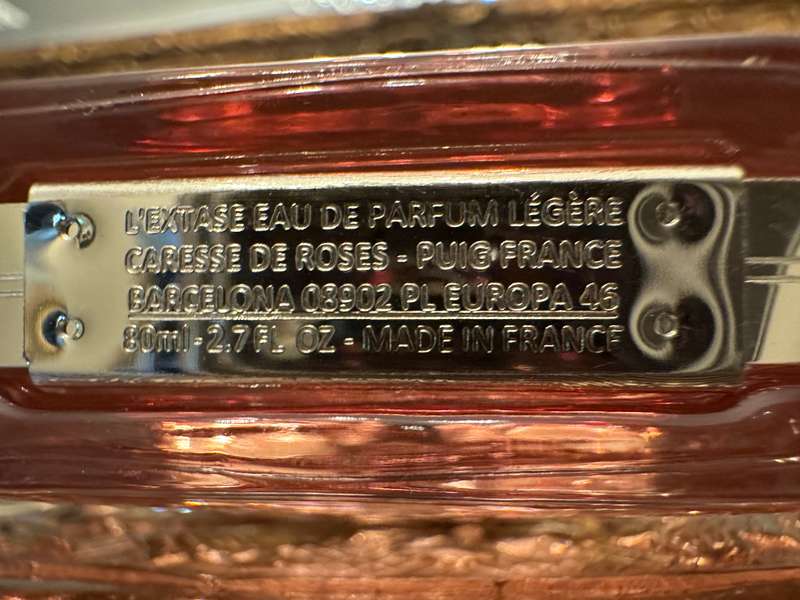 L'EXTASE EAU DE PARFUM LÉGÈRE
CARESSE DE ROSES - PUIG FRANCE
BARCELONA 08902 PL EUROPA 46
80ml - 2.7 FL OZ - MADE IN FRANCE